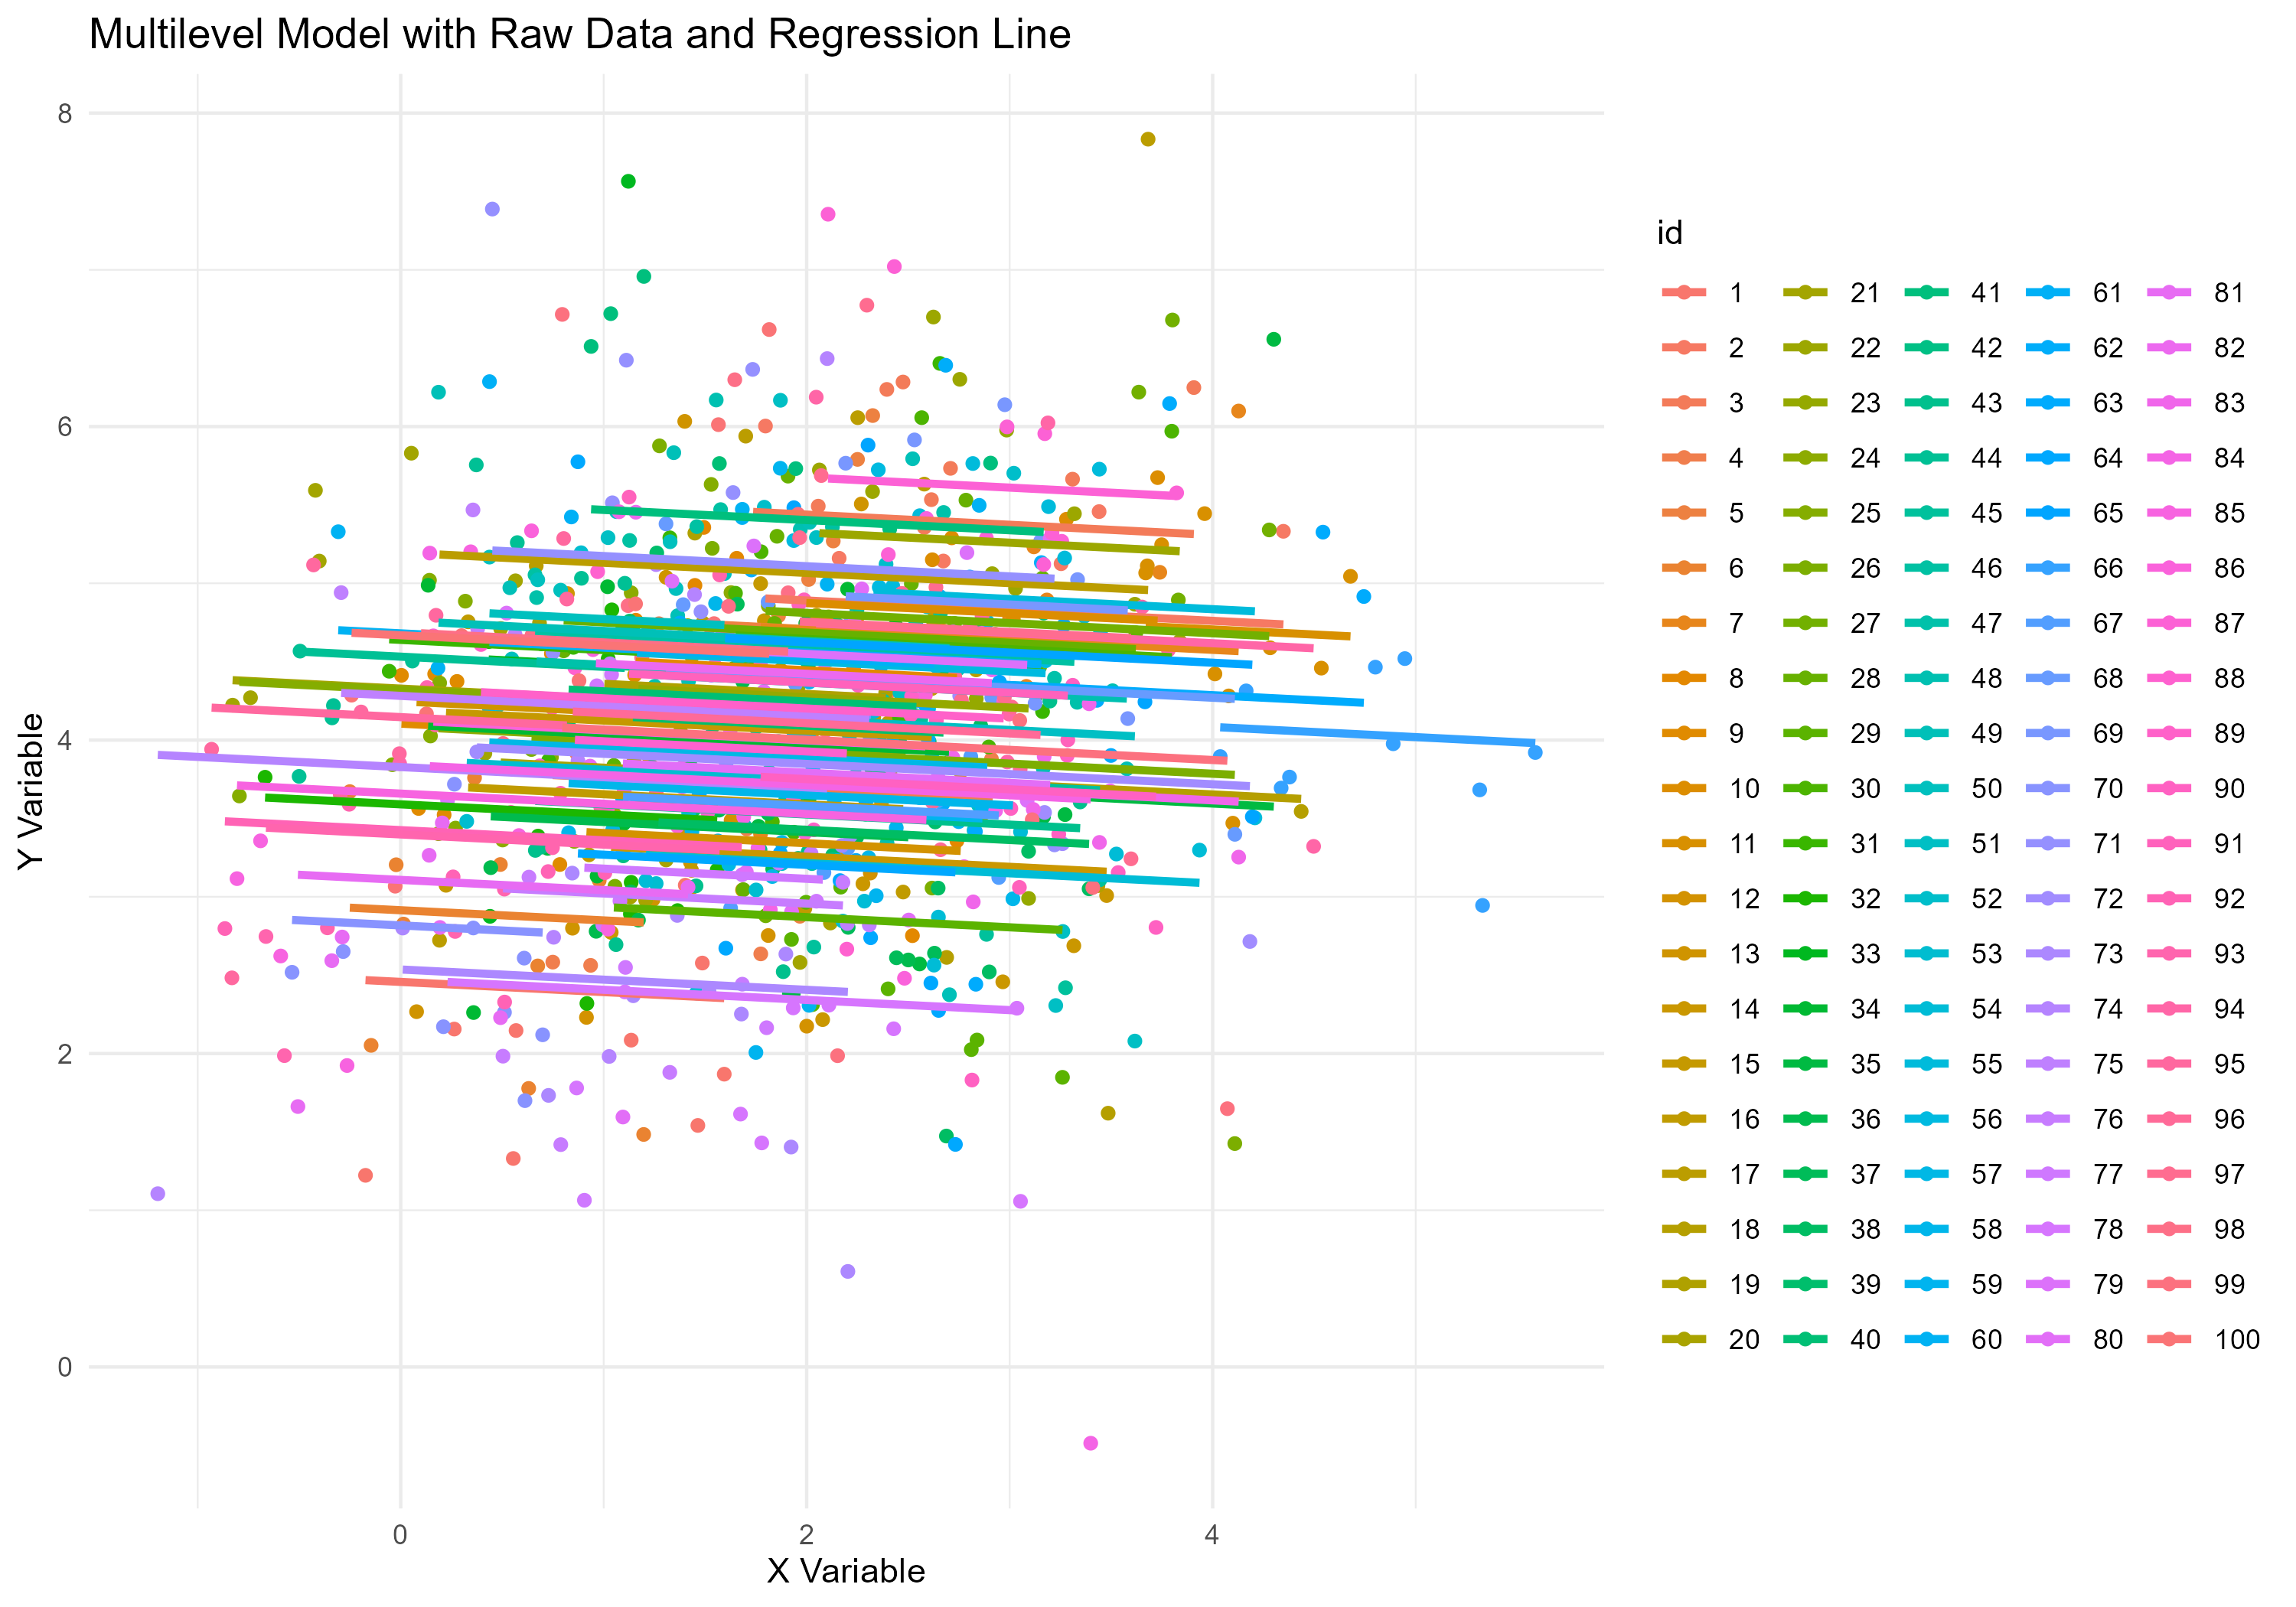 Multilevel Model with Raw Data and Regression Line
8
6
4
2
0
Y Variable
0 2 4
X Variable
id
1 21 41 61 81
2 22 42 62 82
3 23 43 63 83
4 24 44 64 84
5 25 45 65 85
6 26 46 66 86
7 27 47 67 87
8 28 48 68 88
9 29 49 69 89
10 30 50 70 90
11 31 51 71 91
12 32 52 72 92
13 33 53 73 93
14 34 54 74 94
15 35 55 75 95
16 36 56 76 96
17 37 57 77 97
18 38 58 78 98
19 39 59 79 99
20 40 60 80 100